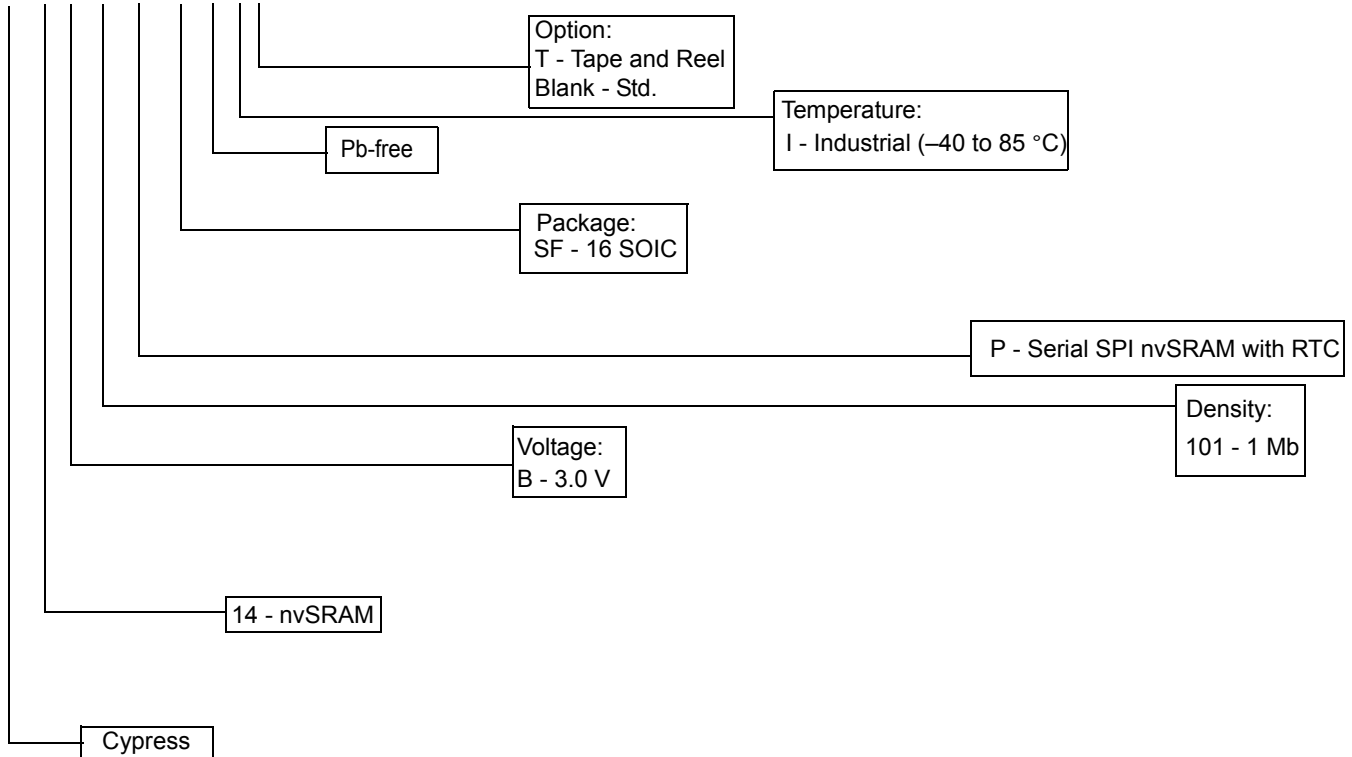 Option:
T - Tape and Reel
Blank - Std.
Temperature:
I - Industrial (–40 to 85 °C)
Pb-free
Package:
SF - 16 SOIC
P - Serial SPI nvSRAM with RTC
Density:
101 - 1 Mb
Voltage:
B - 3.0 V
14 - nvSRAM
Cypress